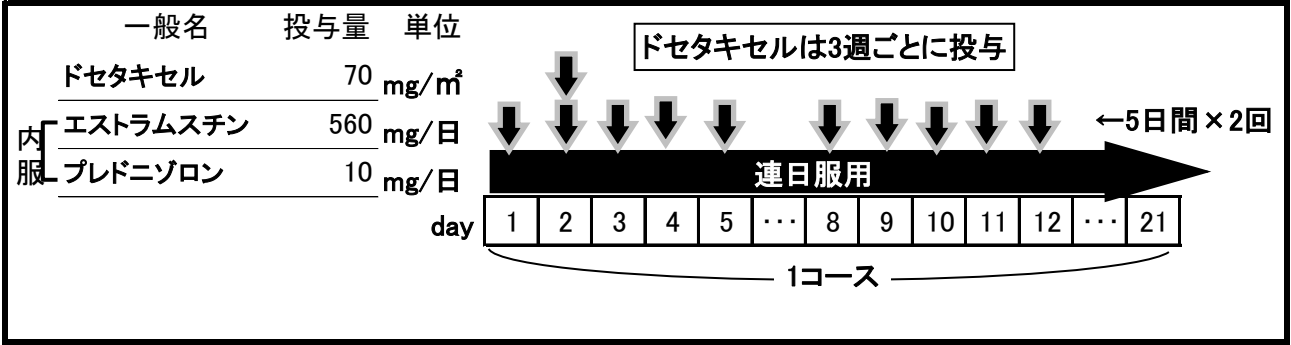 一般名 投与量 単位
ドセタキセルは3週ごとに投与
ドセタキセル 70 mg/㎡
エストラムスチン 560 mg/日 ←5日間×2回
内服
プレドニゾロン 10 mg/日 連日服用
day 1 2 3 4 5 ・・・ 8 9 10 11 12 ・・・ 21
1コース